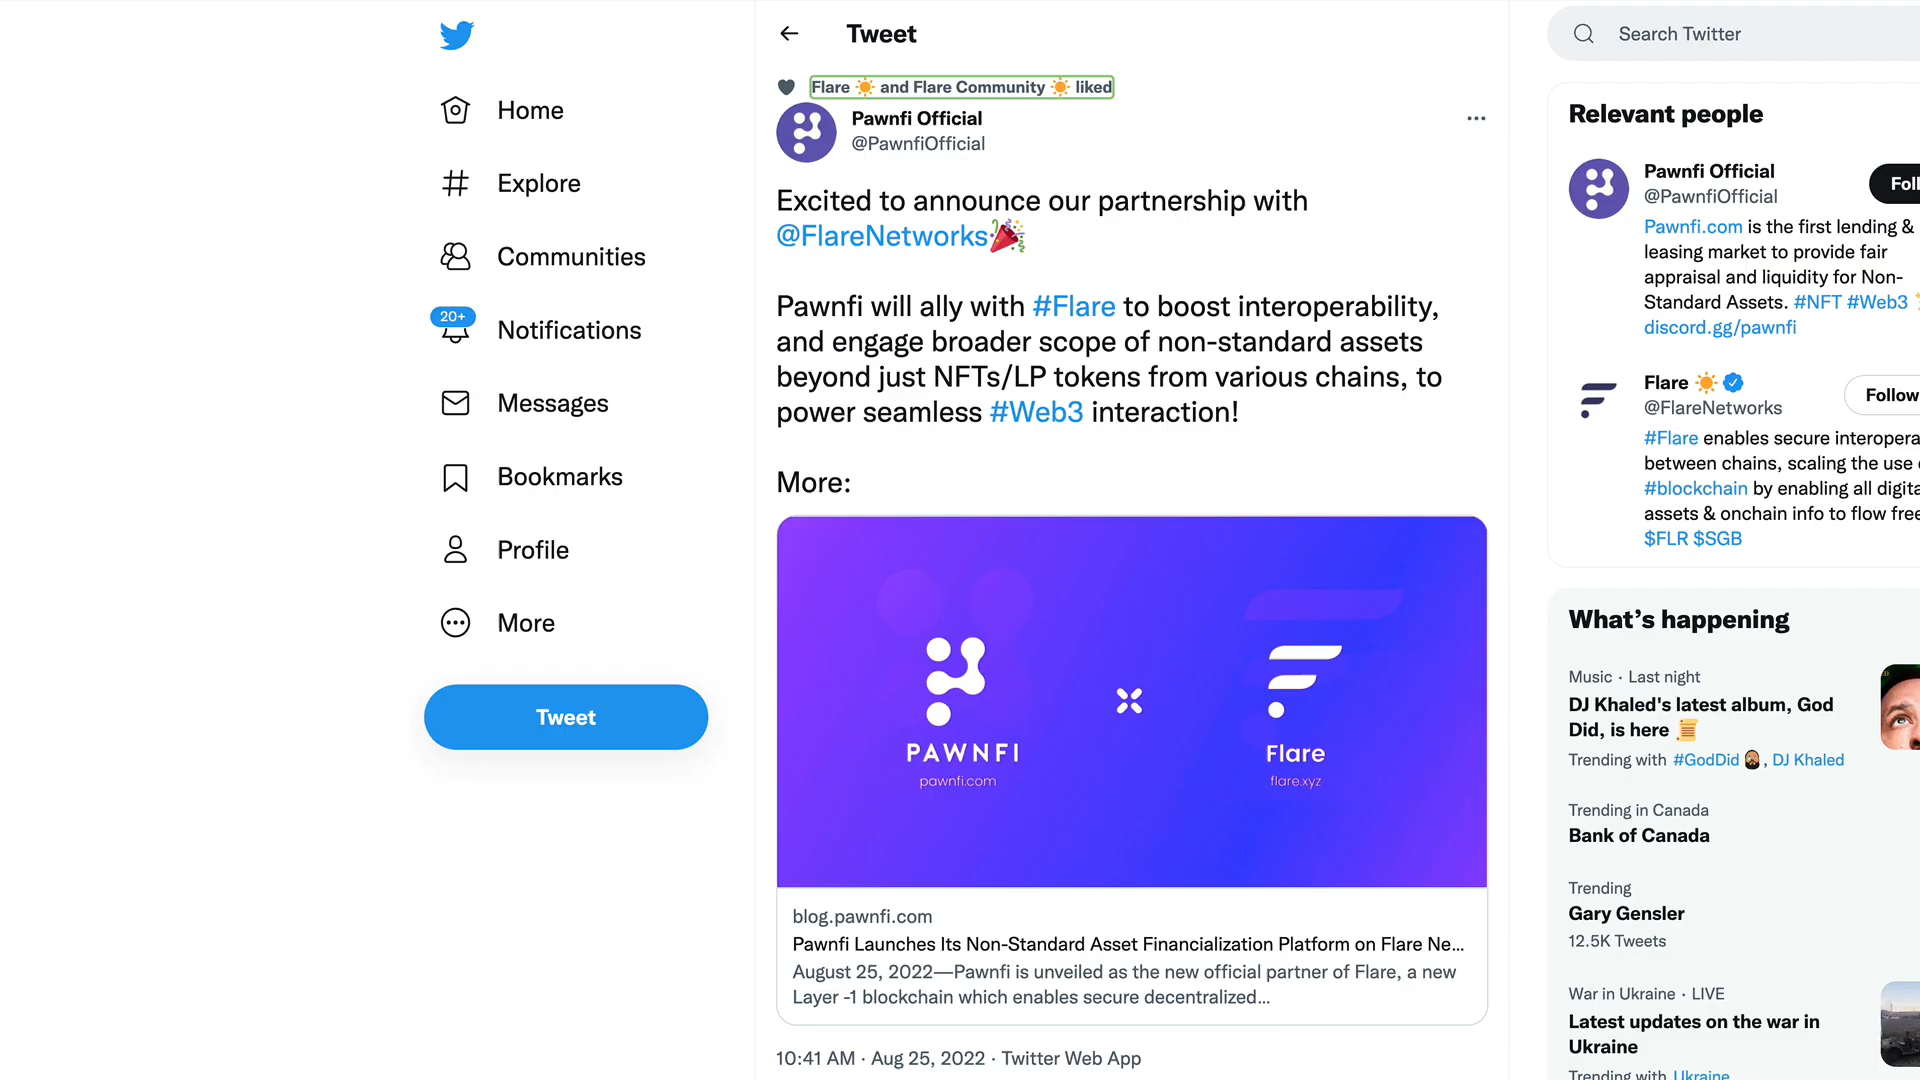 Home
Explore
Communities
20+
Notifications
Messages
Bookmarks
Profile
More
Tweet
Tweet
Flare ☀️ and Flare Community ☀️ liked
Pawnfi Official
@PawnfiOfficial
Excited to announce our partnership with
@FlareNetworks🎉
Pawnfi will ally with #Flare to boost interoperability,
and engage broader scope of non-standard assets
beyond just NFTs/LP tokens from various chains, to
power seamless #Web3 interaction!
More:
PAWNFI
pawnfi.com
Flare
flare.xyz
blog.pawnfi.com
Pawnfi Launches Its Non-Standard Asset Financialization Platform on Flare Ne...
August 25, 2022—Pawnfi is unveiled as the new official partner of Flare, a new
Layer -1 blockchain which enables secure decentralized...
10:41 AM · Aug 25, 2022 · Twitter Web App
Search Twitter
Relevant people
Pawnfi Official
@PawnfiOfficial
Foll
Pawnfi.com is the first lending &
leasing market to provide fair
appraisal and liquidity for Non-
Standard Assets. #NFT #Web3
discord.gg/pawnfi
Flare ☀️
@FlareNetworks
Follow
#Flare enables secure interopera
between chains, scaling the use
#blockchain by enabling all digita
assets & onchain info to flow free
$FLR $SGB
What's happening
Music · Last night
DJ Khaled's latest album, God
Did, is here
Trending with #GodDid, DJ Khaled
Trending in Canada
Bank of Canada
Trending
Gary Gensler
12.5K Tweets
War in Ukraine · LIVE
Latest updates on the war in
Ukraine
Trending with Ukraine